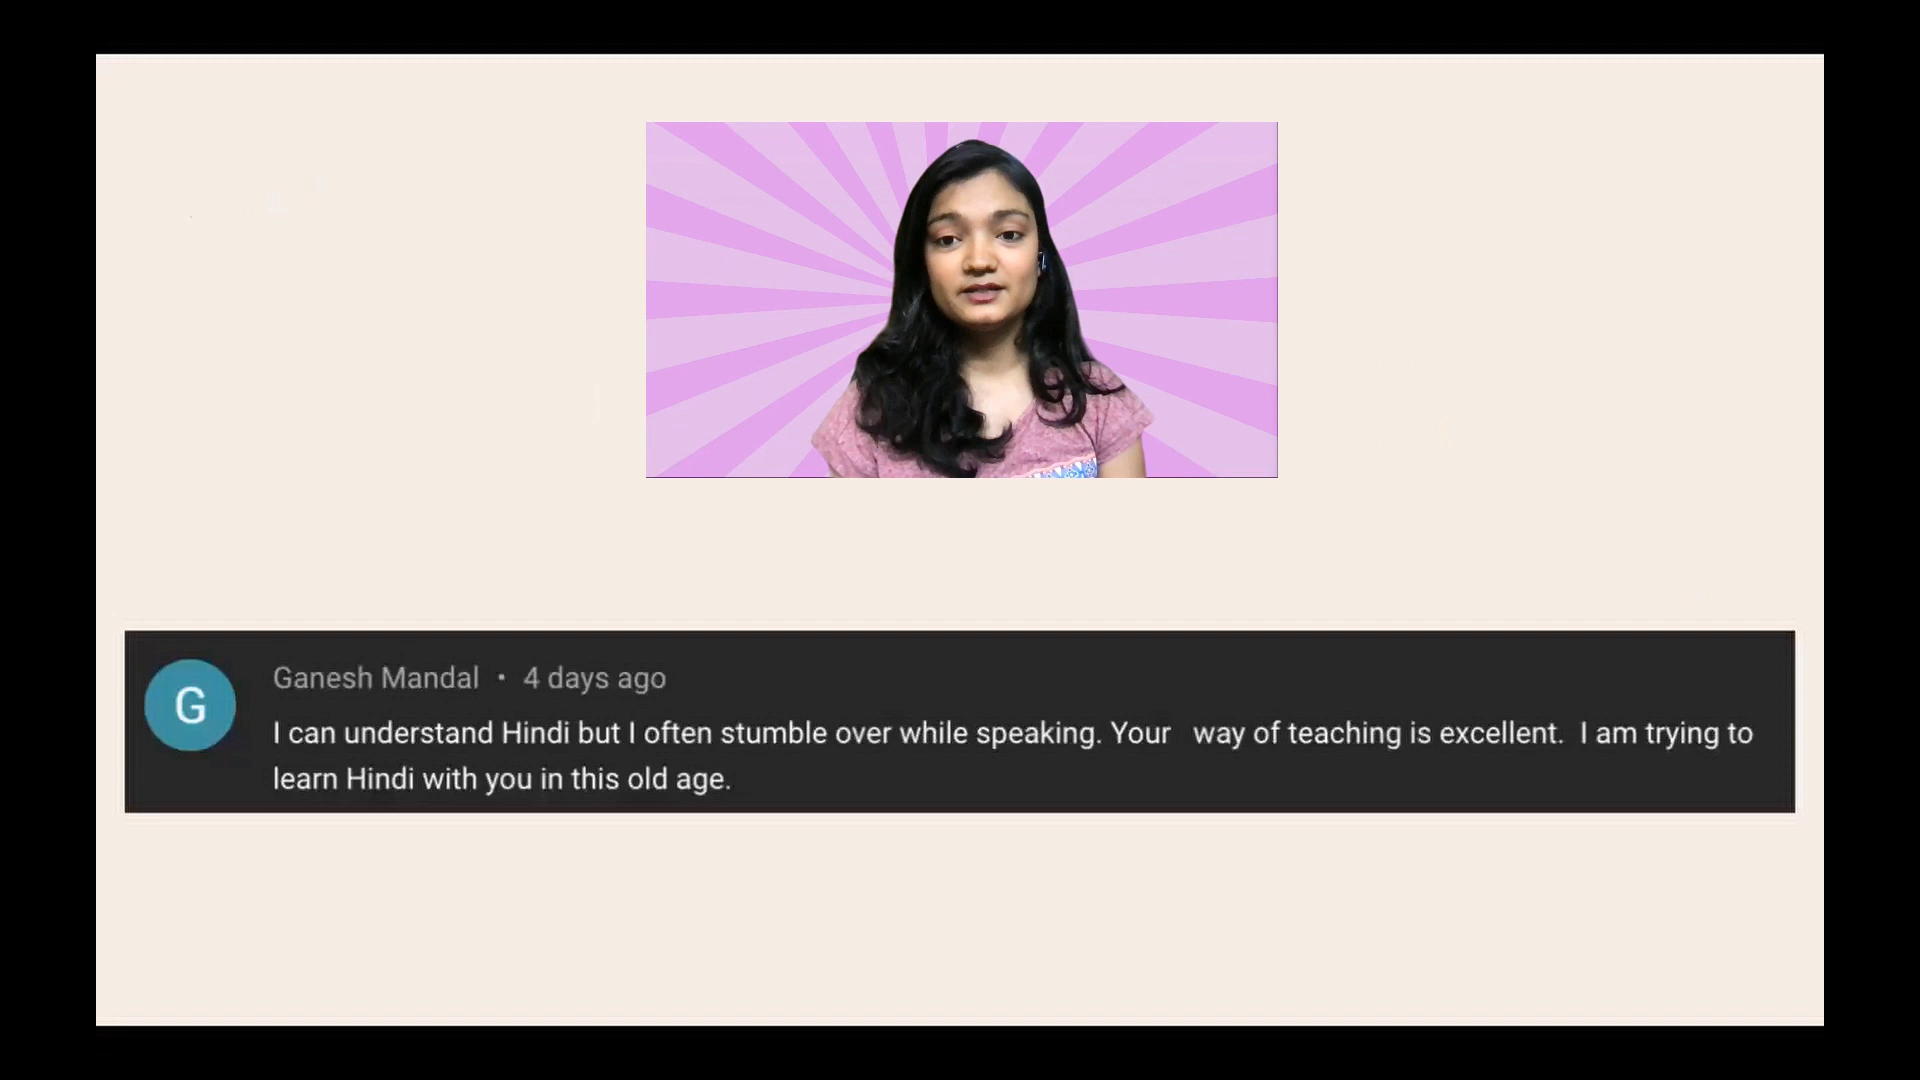 G
Ganesh Mandal • 4 days ago
I can understand Hindi but I often stumble over while speaking. Your way of teaching is excellent. I am trying to
learn Hindi with you in this old age.